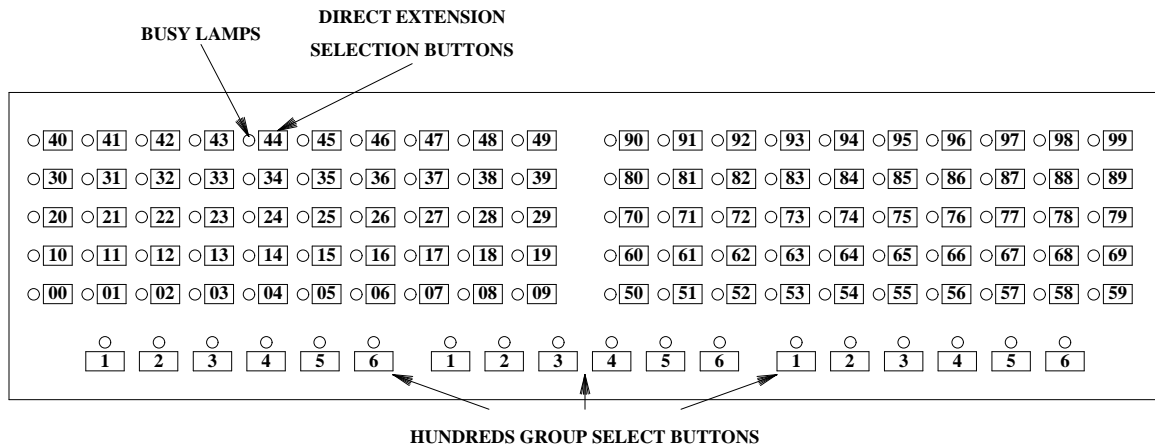 DIRECT EXTENSION
BUSY LAMPS
SELECTION BUTTONS
40 41 42 43 44 45 46 47 48 49 90 91 92 93 94 95 96 97 98 99
30 31 32 33 34 35 36 37 38 39 80 81 82 83 84 85 86 87 88 89
20 21 22 23 24 25 26 27 28 29 70 71 72 73 74 75 76 77 78 79
10 11 12 13 14 15 16 17 18 19 60 61 62 63 64 65 66 67 68 69
00 01 02 03 04 05 06 07 08 09 50 51 52 53 54 55 56 57 58 59
1 2 3 4 5 6 1 2 3 4 5 6 1 2 3 4 5 6
HUNDREDS GROUP SELECT BUTTONS